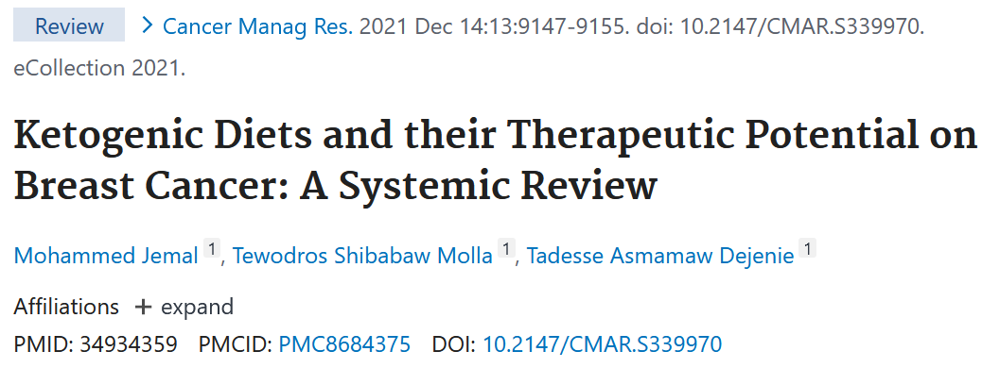 Review > Cancer Manag Res. 2021 Dec 14:13:9147-9155. doi: 10.2147/CMAR.S339970.
eCollection 2021.
Ketogenic Diets and their Therapeutic Potential on
Breast Cancer: A Systemic Review
Mohammed Jemal 1, Tewodros Shibabaw Molla 1, Tadesse Asmamaw Dejenie 1
Affiliations + expand
PMID: 34934359 PMCID: PMC8684375 DOI: 10.2147/CMAR.S339970